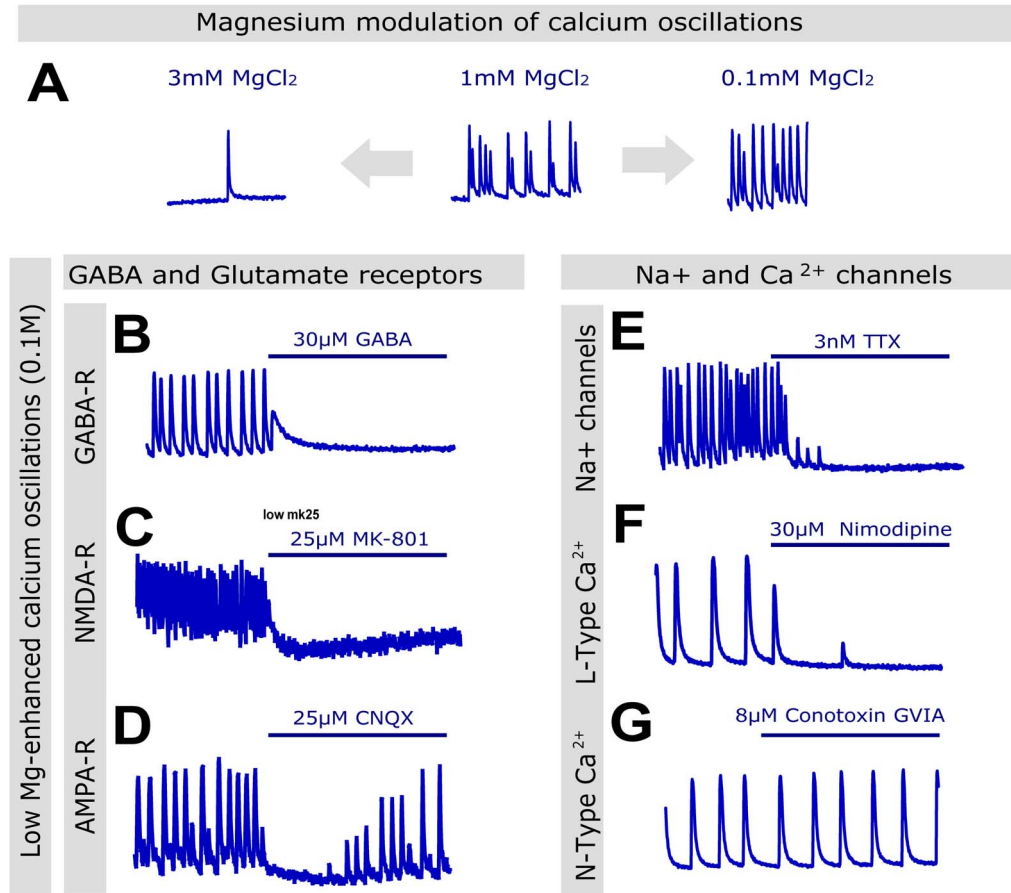 Magnesium modulation of calcium oscillations
A
3mM MgCl₂
1mM MgCl₂
0.1mM MgCl₂
Low Mg-enhanced calcium oscillations (0.1M)
GABA and Glutamate receptors
GABA-R
B
30µM GABA
NMDA-R
C
low mk25
25µM MK-801
AMPA-R
D
25µM CNQX
Na+ and Ca²⁺ channels
Na+ channels
E
3nM TTX
L-Type Ca²⁺
F
30µM Nimodipine
N-Type Ca²⁺
G
8µM Conotoxin GVIA